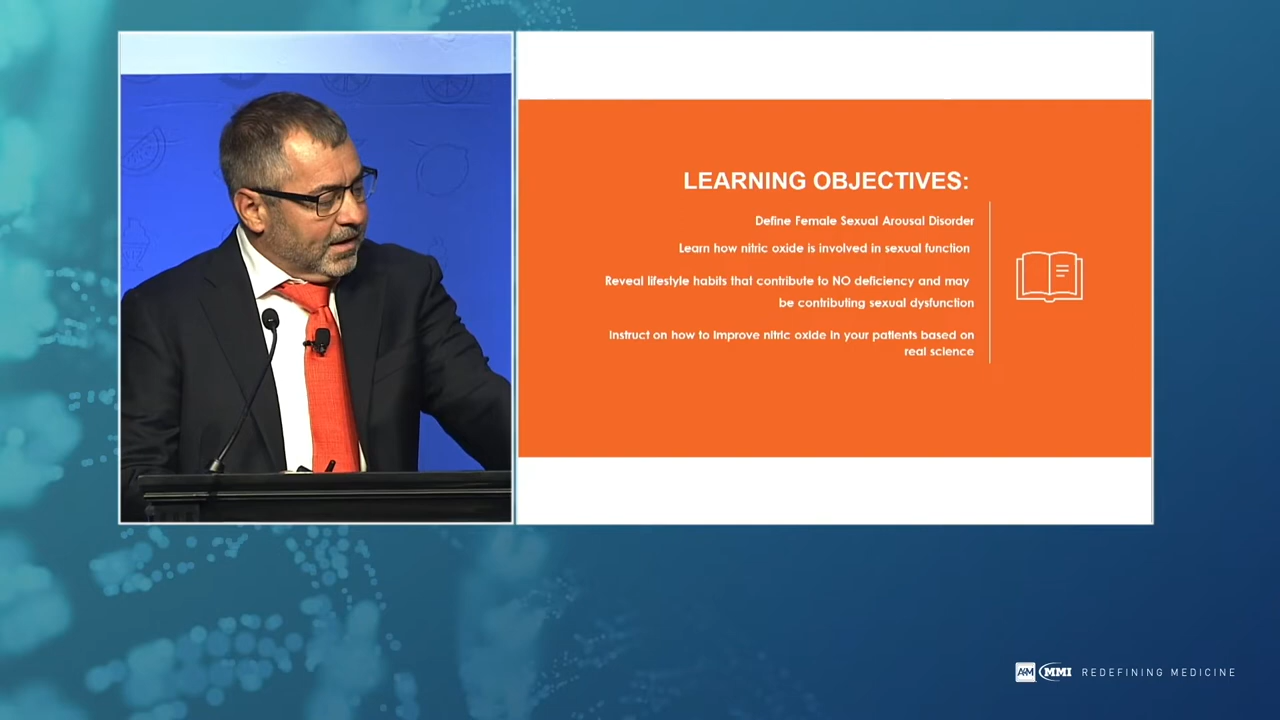 LEARNING OBJECTIVES:
Define Female Sexual Arousal Disorder
Learn how nitric oxide is involved in sexual function
Reveal lifestyle habits that contribute to NO deficiency and may
be contributing sexual dysfunction
Instruct on how to improve nitric oxide in your patients based on
real science
A4M MMI REDEFINING MEDICINE